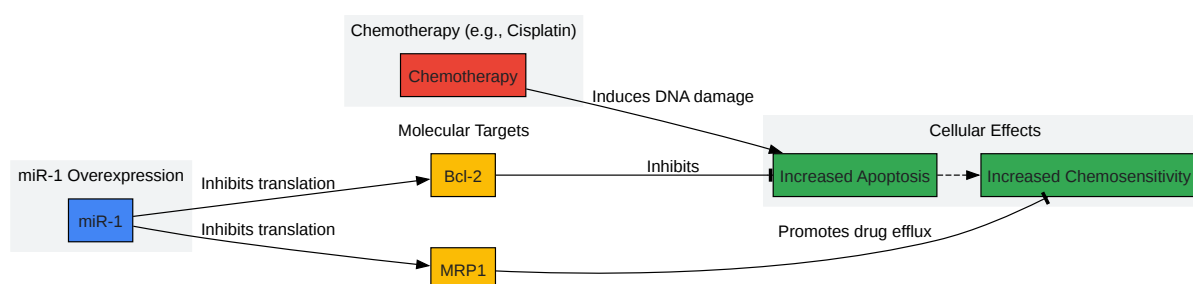 Chemotherapy (e.g., Cisplatin)
Chemotherapy
Induces DNA damage
Molecular Targets
Cellular Effects
miR-1 Overexpression
Inhibits translation
Bcl-2
Inhibits
Increased Apoptosis
Increased Chemosensitivity
miR-1
Inhibits translation
Promotes drug efflux
MRP1